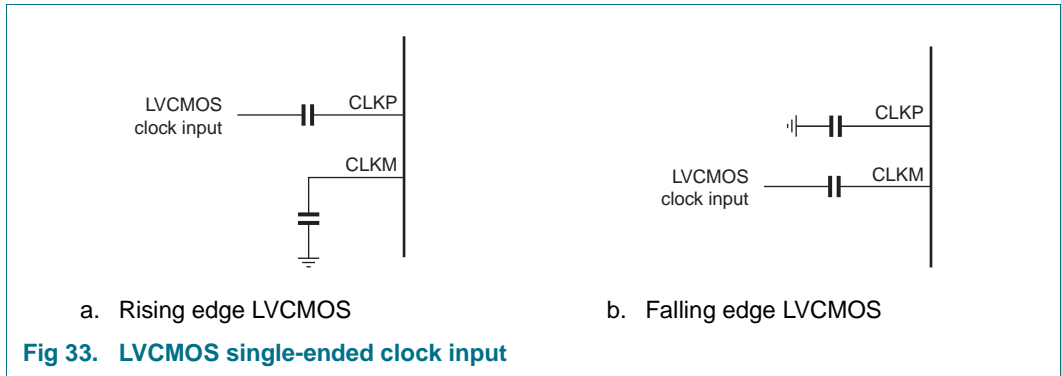 LVCMOS
clock input
CLKP
CLKM
a. Rising edge LVCMOS
CLKP
LVCMOS
clock input
CLKM
b. Falling edge LVCMOS
Fig 33. LVCMOS single-ended clock input